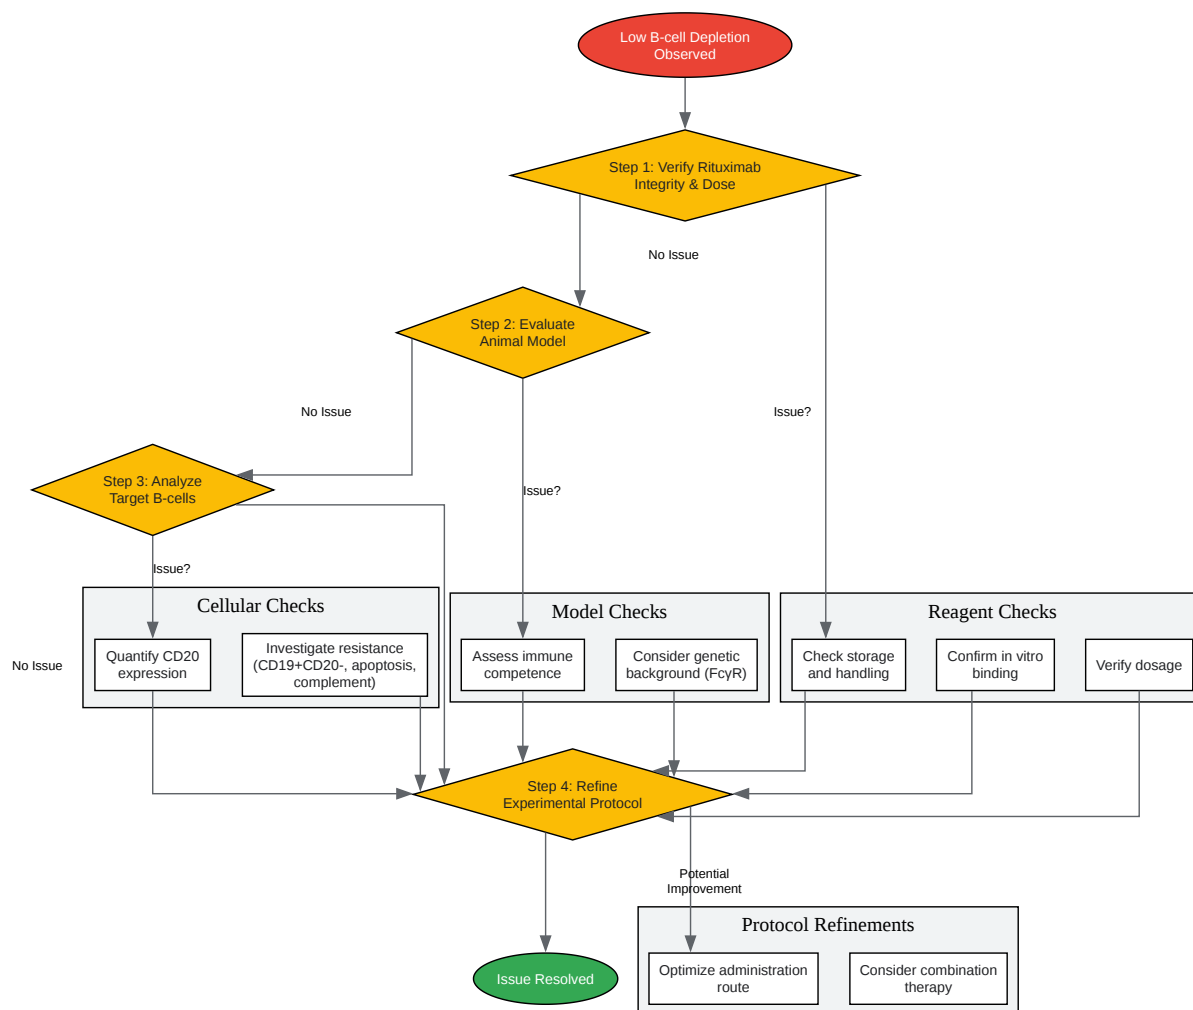 Low B-cell Depletion
Observed
Step 1: Verify Rituximab
Integrity & Dose
No Issue
Step 2: Evaluate
Animal Model
No Issue
Issue?
Step 3: Analyze
Target B-cells
Issue?
Issue?
Cellular Checks
Model Checks
Reagent Checks
No Issue
Quantify CD20
expression
Investigate resistance
(CD19+CD20-, apoptosis,
complement)
Assess immune
competence
Consider genetic
background (FcγR)
Check storage
and handling
Confirm in vitro
binding
Verify dosage
Step 4: Refine
Experimental Protocol
Potential
Improvement
Protocol Refinements
Issue Resolved
Optimize administration
route
Consider combination
therapy